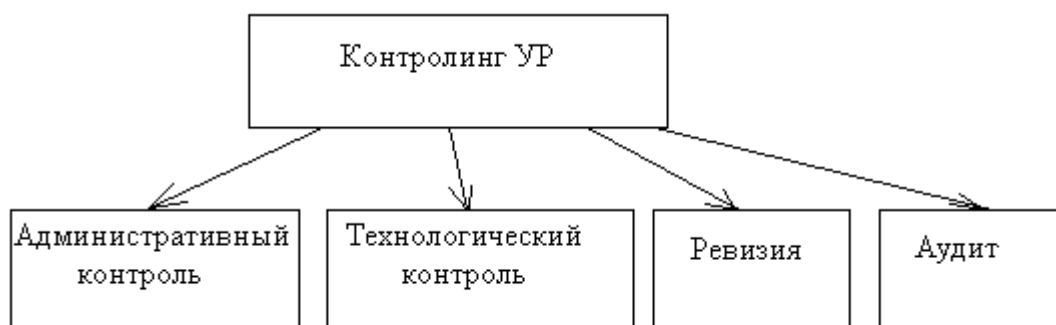 Контролинг УР
Административный
контроль
Технологический
контроль
Ревизия
Аудит